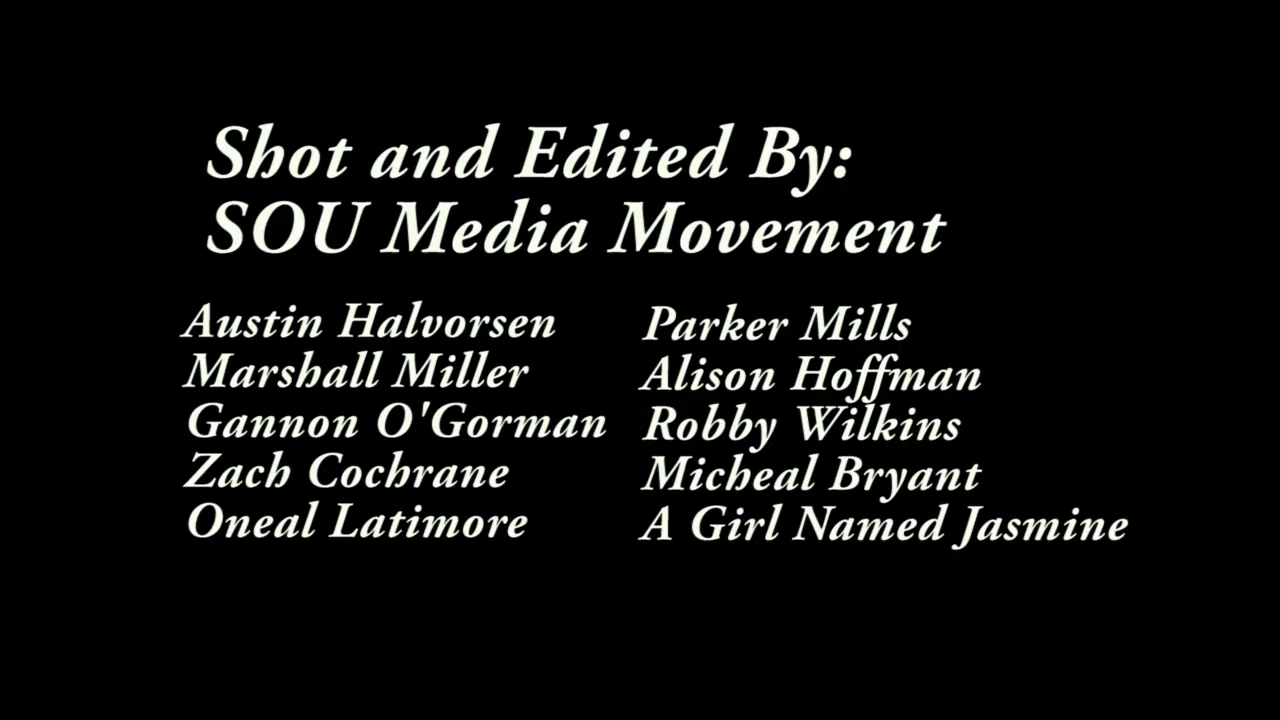 Shot and Edited By:
SOU Media Movement
Austin Halvorsen
Marshall Miller
Gannon O'Gorman
Zach Cochrane
Oneal Latimore
Parker Mills
Alison Hoffman
Robby Wilkins
Micheal Bryant
A Girl Named Jasmine